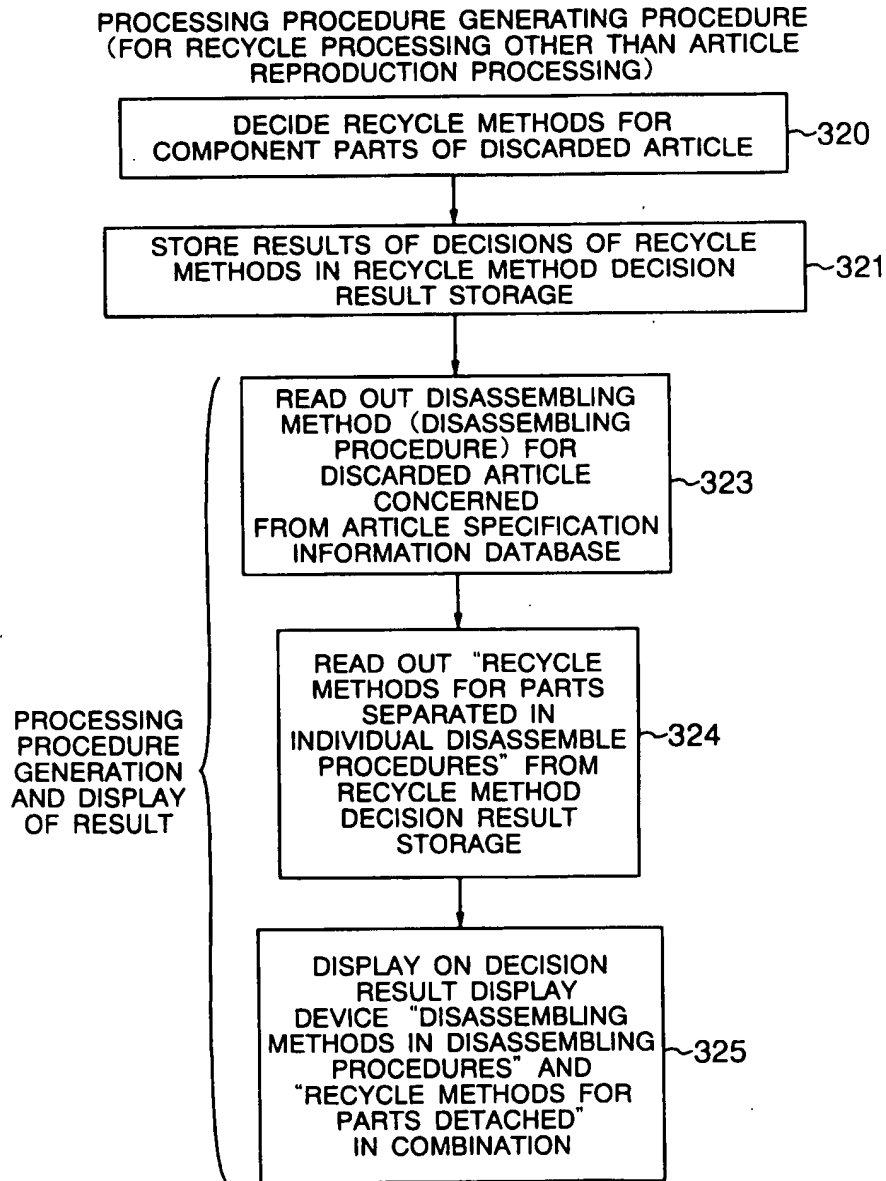 PROCESSING PROCEDURE GENERATING PROCEDURE
(FOR RECYCLE PROCESSING OTHER THAN ARTICLE
REPRODUCTION PROCESSING)
DECIDE RECYCLE METHODS FOR
COMPONENT PARTS OF DISCARDED ARTICLE
320
STORE RESULTS OF DECISIONS OF RECYCLE
METHODS IN RECYCLE METHOD DECISION
RESULT STORAGE
321
READ OUT DISASSEMBLING
METHOD (DISASSEMBLING
PROCEDURE) FOR
DISCARDED ARTICLE
CONCERNED
FROM ARTICLE SPECIFICATION
INFORMATION DATABASE
323
READ OUT "RECYCLE
METHODS FOR PARTS
SEPARATED IN
INDIVIDUAL DISASSEMBLE
PROCEDURES" FROM
RECYCLE METHOD
DECISION RESULT
STORAGE
324
PROCESSING
PROCEDURE
GENERATION
AND DISPLAY
OF RESULT
DISPLAY ON DECISION
RESULT DISPLAY
DEVICE "DISASSEMBLING
METHODS IN DISASSEMBLING
PROCEDURES" AND
"RECYCLE METHODS FOR
PARTS DETACHED"
IN COMBINATION
325